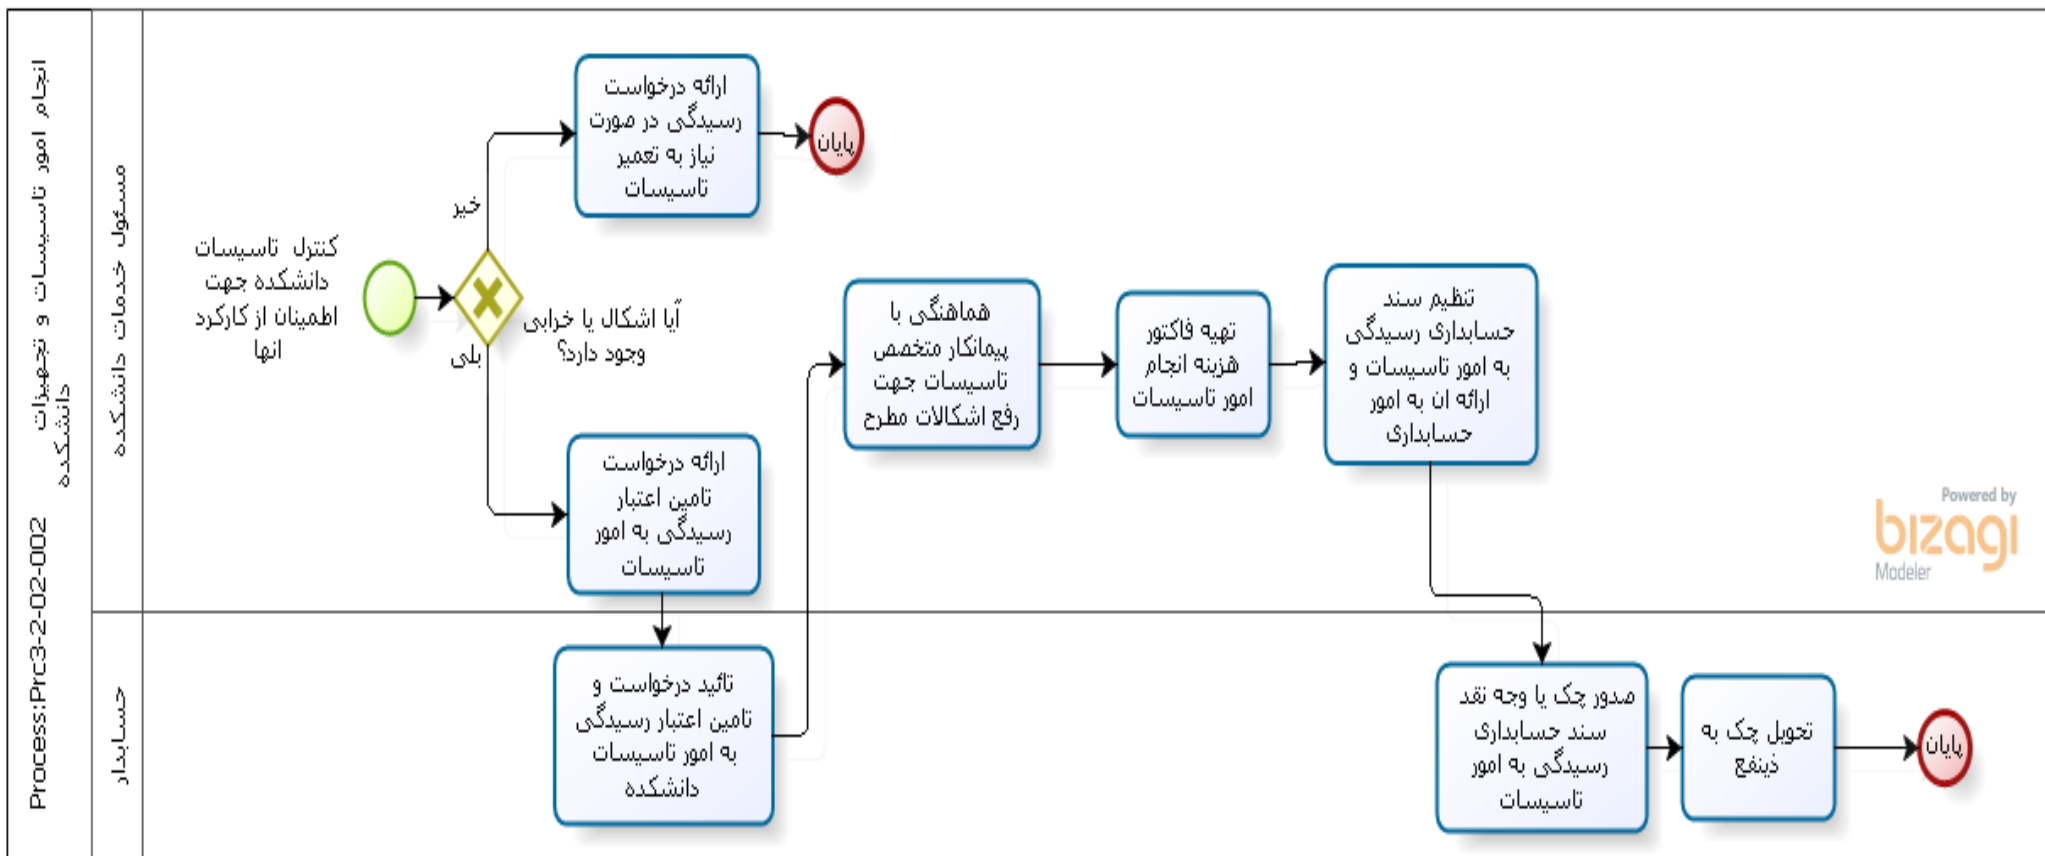 انجام امور تاسیسات و تجهیزات
دانشکده
Process:Prc3-2-02-002
مسئول خدمات دانشکده
حسابدار
کنترل تاسیسات
دانشکده جهت
اطمینان از کارکرد
انها
آیا اشکال یا خرابی
وجود دارد؟
خیر
بلی
ارائه درخواست
رسیدگی در صورت
نیاز به تعمیر
تاسیسات
پایان
ارائه درخواست
تامین اعتبار
رسیدگی به امور
تاسیسات
تائید درخواست و
تامین اعتبار رسیدگی
به امور تاسیسات
دانشکده
هماهنگی با
پیمانکار متخصص
تاسیسات جهت
رفع اشکالات مطرح
تهیه فاکتور
هزینه انجام
امور تاسیسات
تنظیم سند
حسابداری رسیدگی
به امور تاسیسات و
ارائه ان به امور
حسابداری
صدور چک یا وجه نقد
سند حسابداری
رسیدگی به امور
تاسیسات
تحویل چک به
ذینفع
پایان
Powered by
bizagi
Modeler